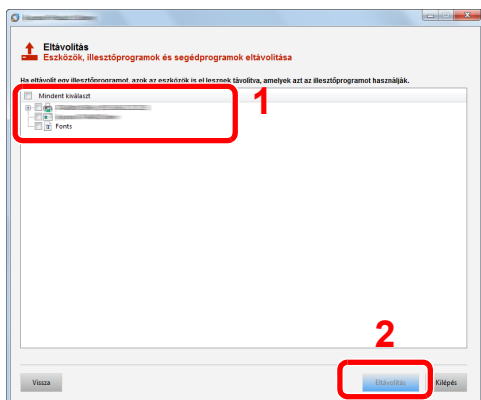 Eltávolítás
Eszközök, illesztőprogramok és segédprogramok eltávolítása
Ha eltávolít egy illesztőprogramot, azok az eszközök is el lesznek távolítva, amelyek azt az illesztőprogramot használják.
Mindent kiválaszt
1
Fonts
2
Vissza
Eltávolítás
Kilépés